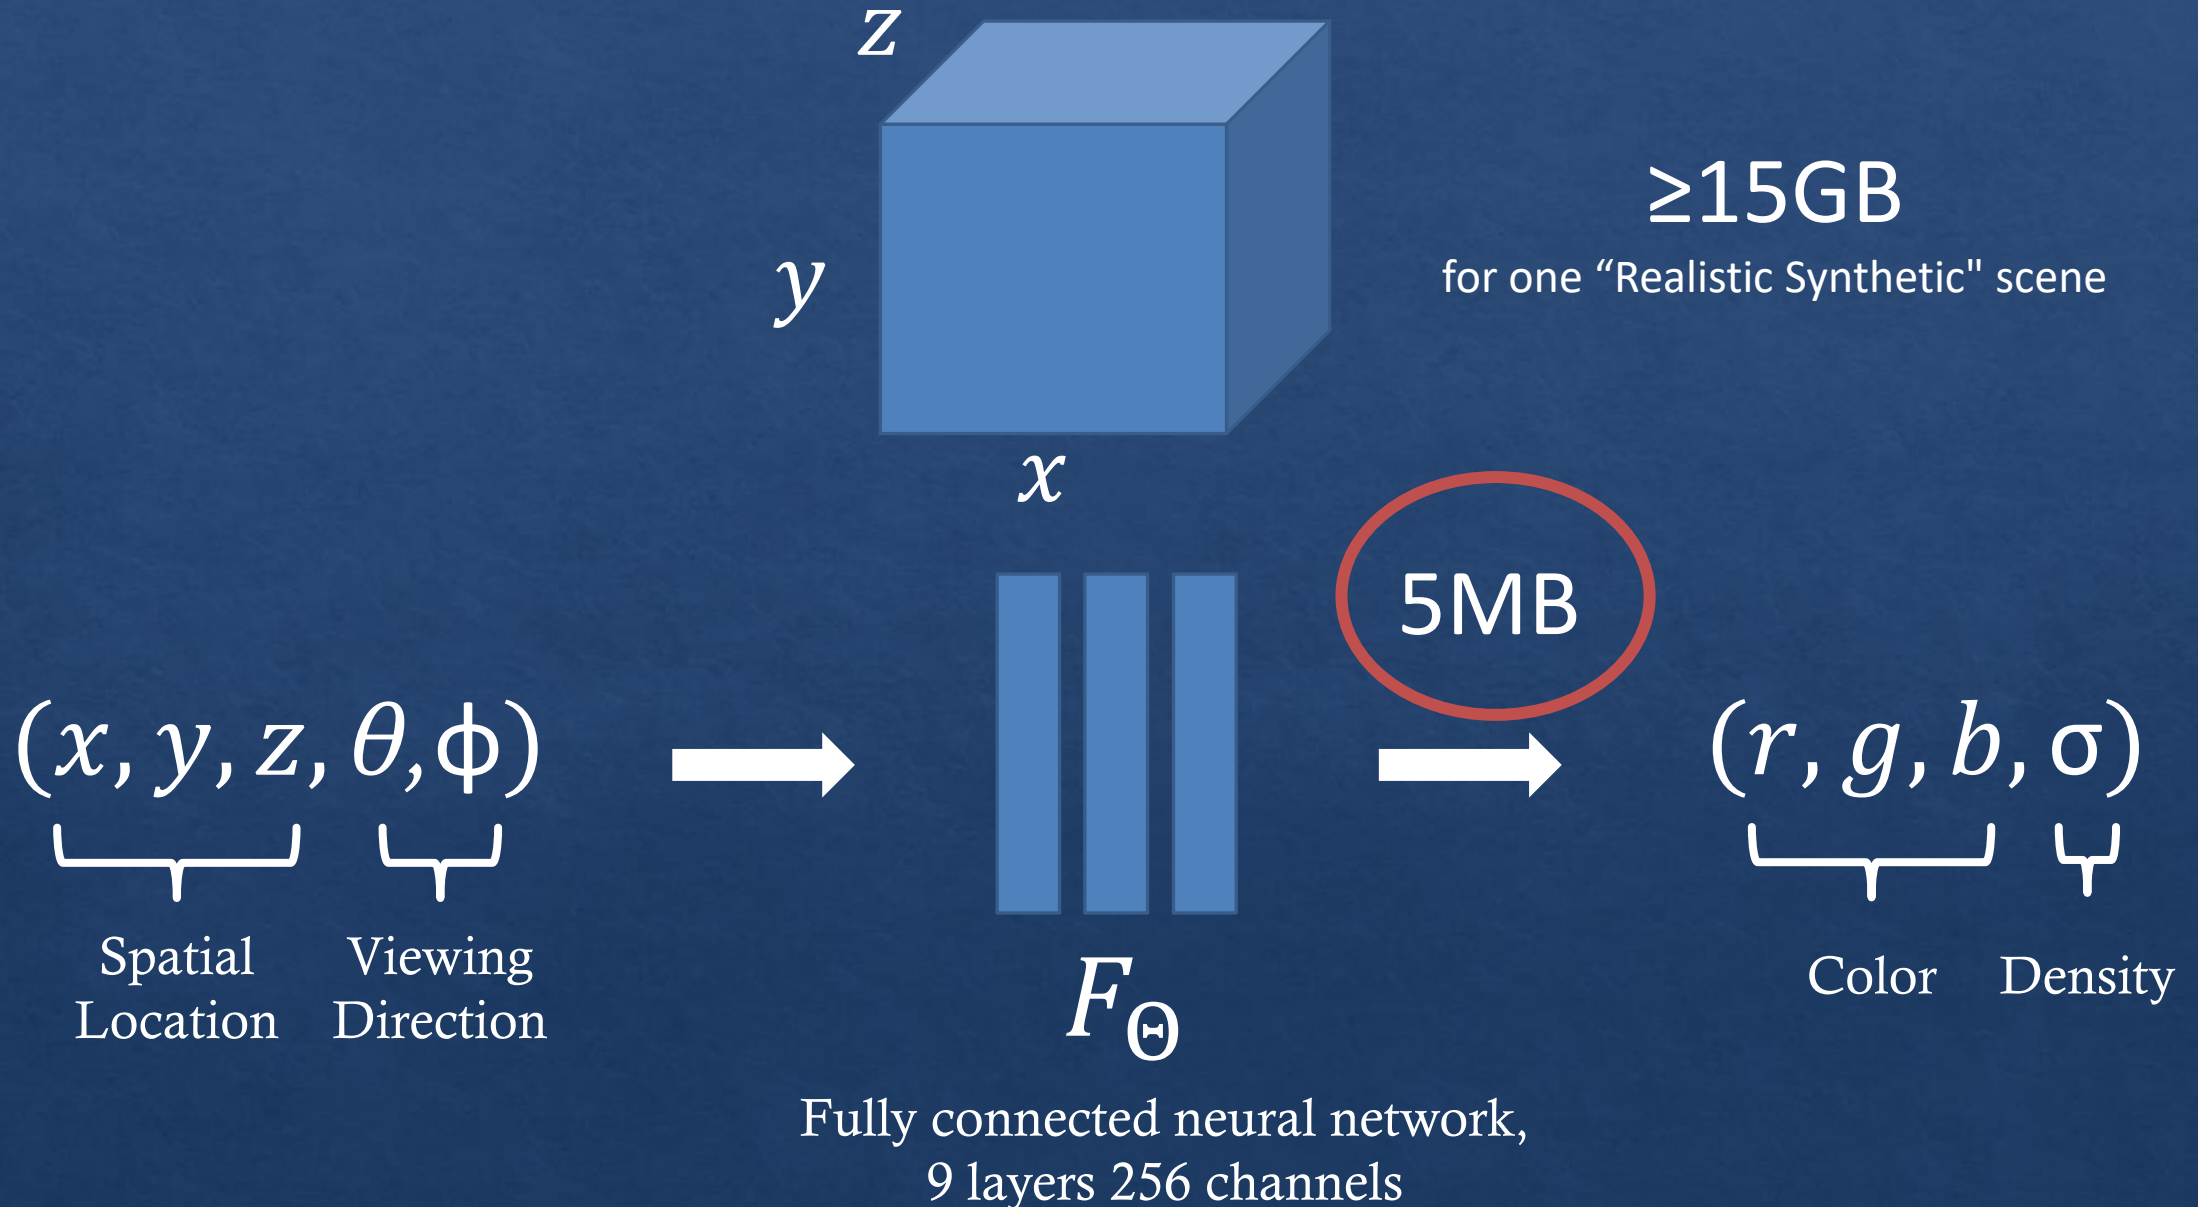 z
y
x
≥15GB
for one “Realistic Synthetic" scene
5MB
(x, y, z, θ,ϕ)
(r, g, b, σ)
Spatial
Location
Viewing
Direction
F_Θ
Color
Density
Fully connected neural network,
9 layers 256 channels